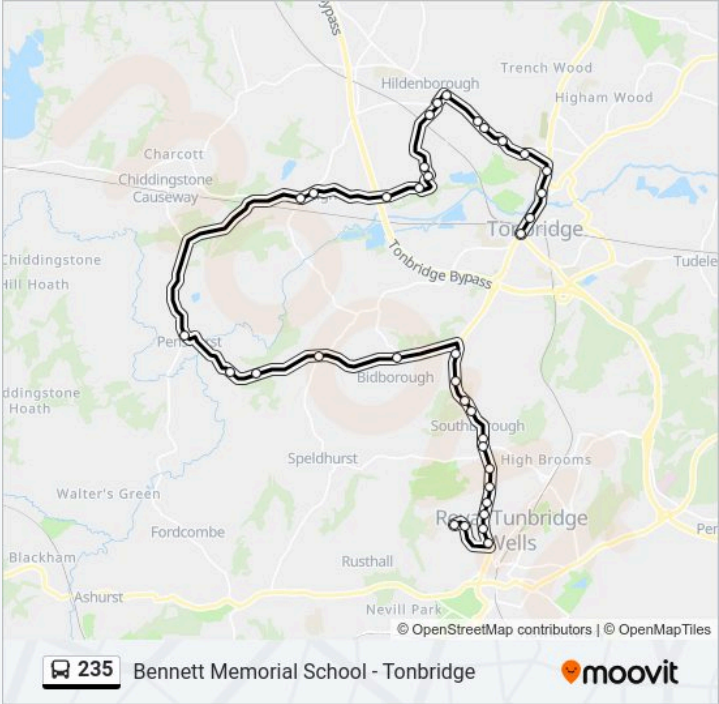 Bypass
Hildenborough
Trench Wood
Higham Wood
Charcott
Chiddingstone
Causeway
Tonbridge
Chiddingstone
Hill Hoath
Tonbridge Bypass
Tudele
Penshurst
Bidborough
ddingstone
Hoath
Southborough
Speldhurst
High Brooms
Walter's Green
Royal Tunbridge
Wells
Fordcombe
Per
Blackham
Rusthall
Ashurst
Nevill Park
© OpenStreetMap contributors | © OpenMapTiles
235 Bennett Memorial School - Tonbridge
moovit